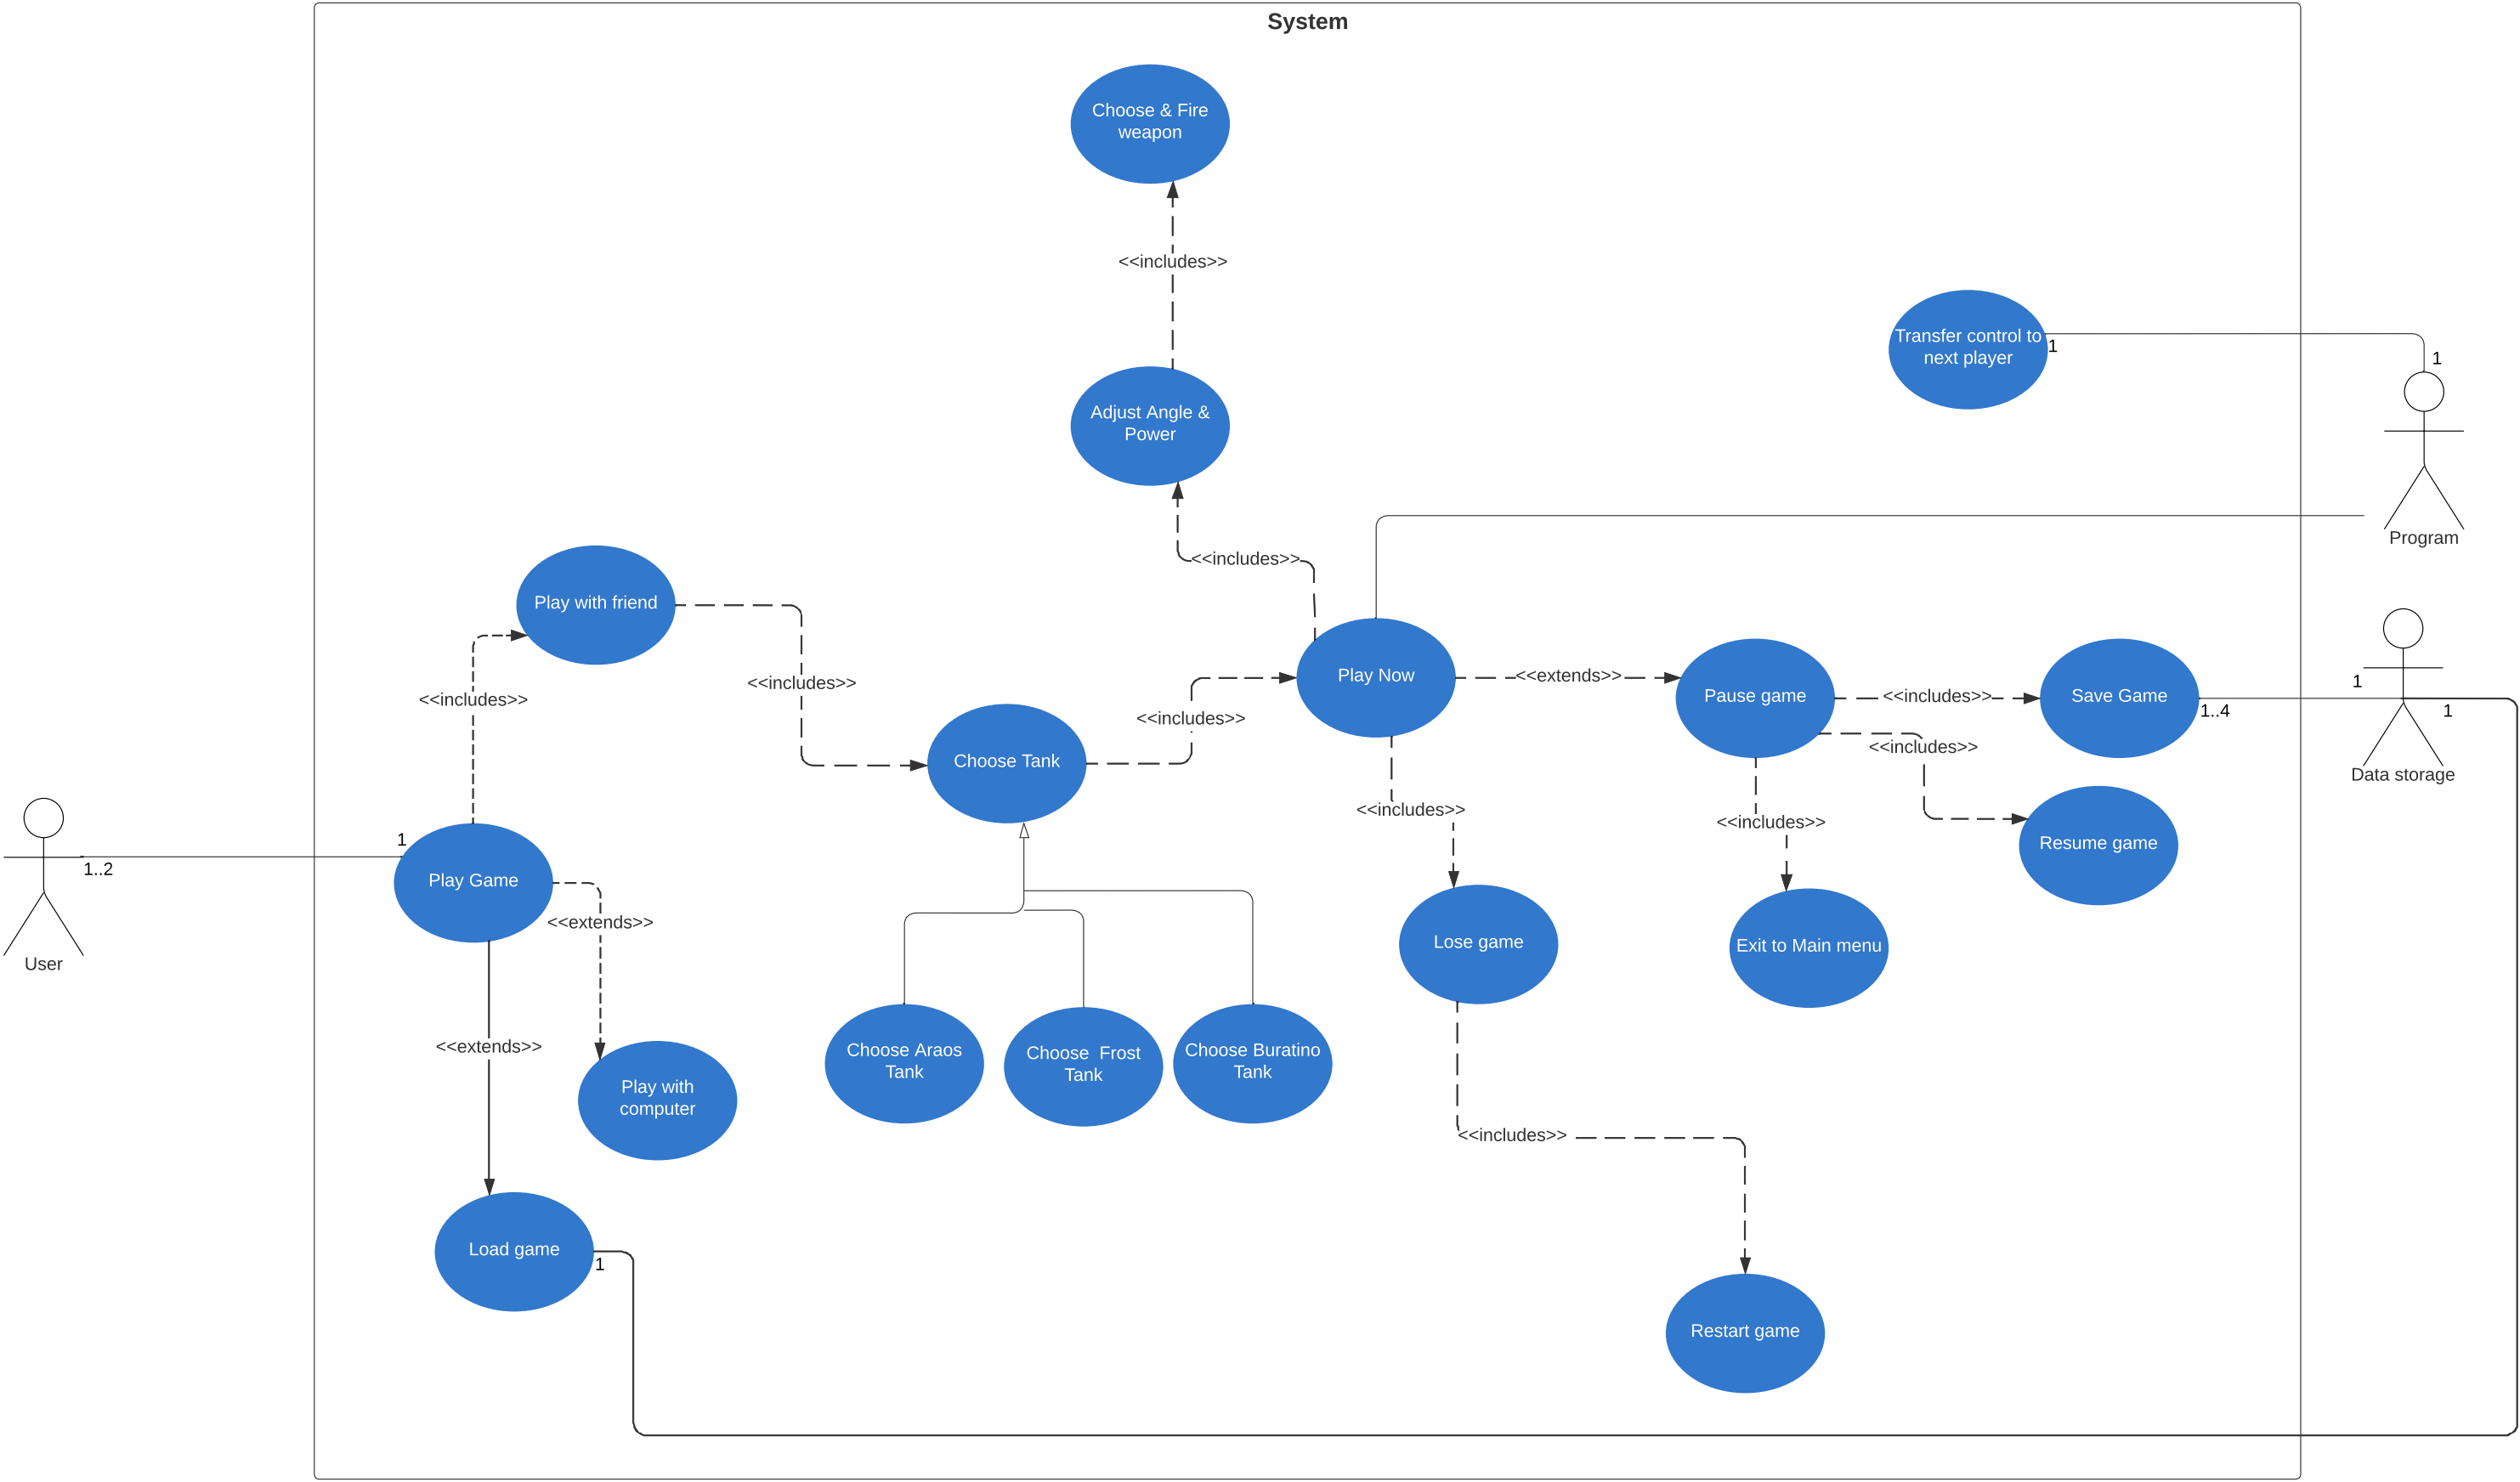 System
Choose & Fire
weapon
<<includes>>
Transfer control to
next player
1
1
Adjust Angle &
Power
Program
<<includes>>
Play with friend
<<includes>>
<<includes>>
<<includes>>
Play Now
<<extends>>
Pause game
<<includes>>
Save Game
1..4
1
1
Data storage
<<includes>>
Choose Tank
<<includes>>
<<includes>>
Resume game
1
1..2
User
Play Game
<<extends>>
Lose game
Exit to Main menu
<<extends>>
Play with
computer
Choose Araos
Tank
Choose  Frost
Tank
Choose Buratino
Tank
<<includes>>
Load game
1
Restart game